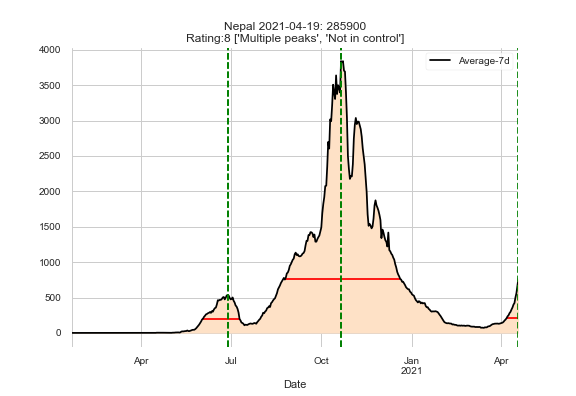 Nepal 2021-04-19: 285900
Rating:8 ['Multiple peaks', 'Not in control']
Average-7d
4000
3500
3000
2500
2000
1500
1000
500
0
Apr
Jul
Oct
Jan
2021
Apr
Date